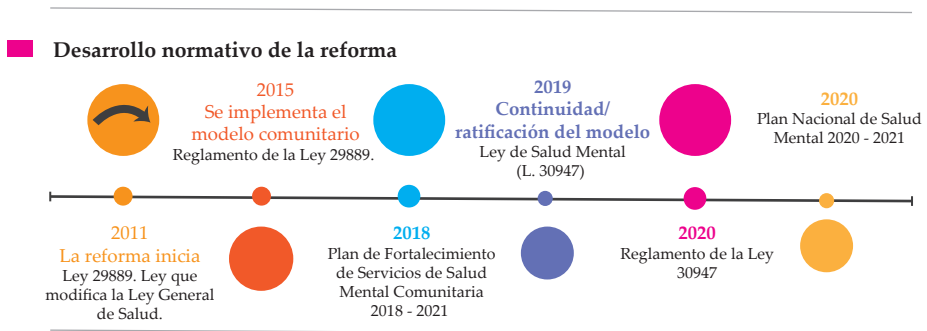 Desarrollo normativo de la reforma
2011
La reforma inicia
Ley 29889. Ley que
modifica la Ley General
de Salud.
2015
Se implementa el
modelo comunitario
Reglamento de la Ley 29889.
2018
Plan de Fortalecimiento
de Servicios de Salud
Mental Comunitaria
2018 - 2021
2019
Continuidad/
ratificación del modelo
Ley de Salud Mental
(L. 30947)
2020
Reglamento de la Ley
30947
2020
Plan Nacional de Salud
Mental 2020 - 2021